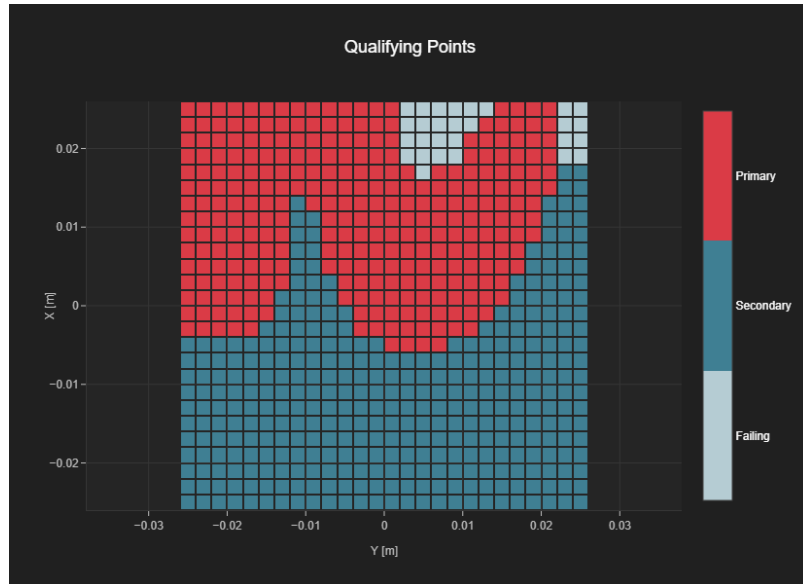 Qualifying Points
0.02
0.01
0
−0.01
−0.02
X [m]
−0.03
−0.02
−0.01
0
0.01
0.02
0.03
Y [m]
Primary
Secondary
Failing